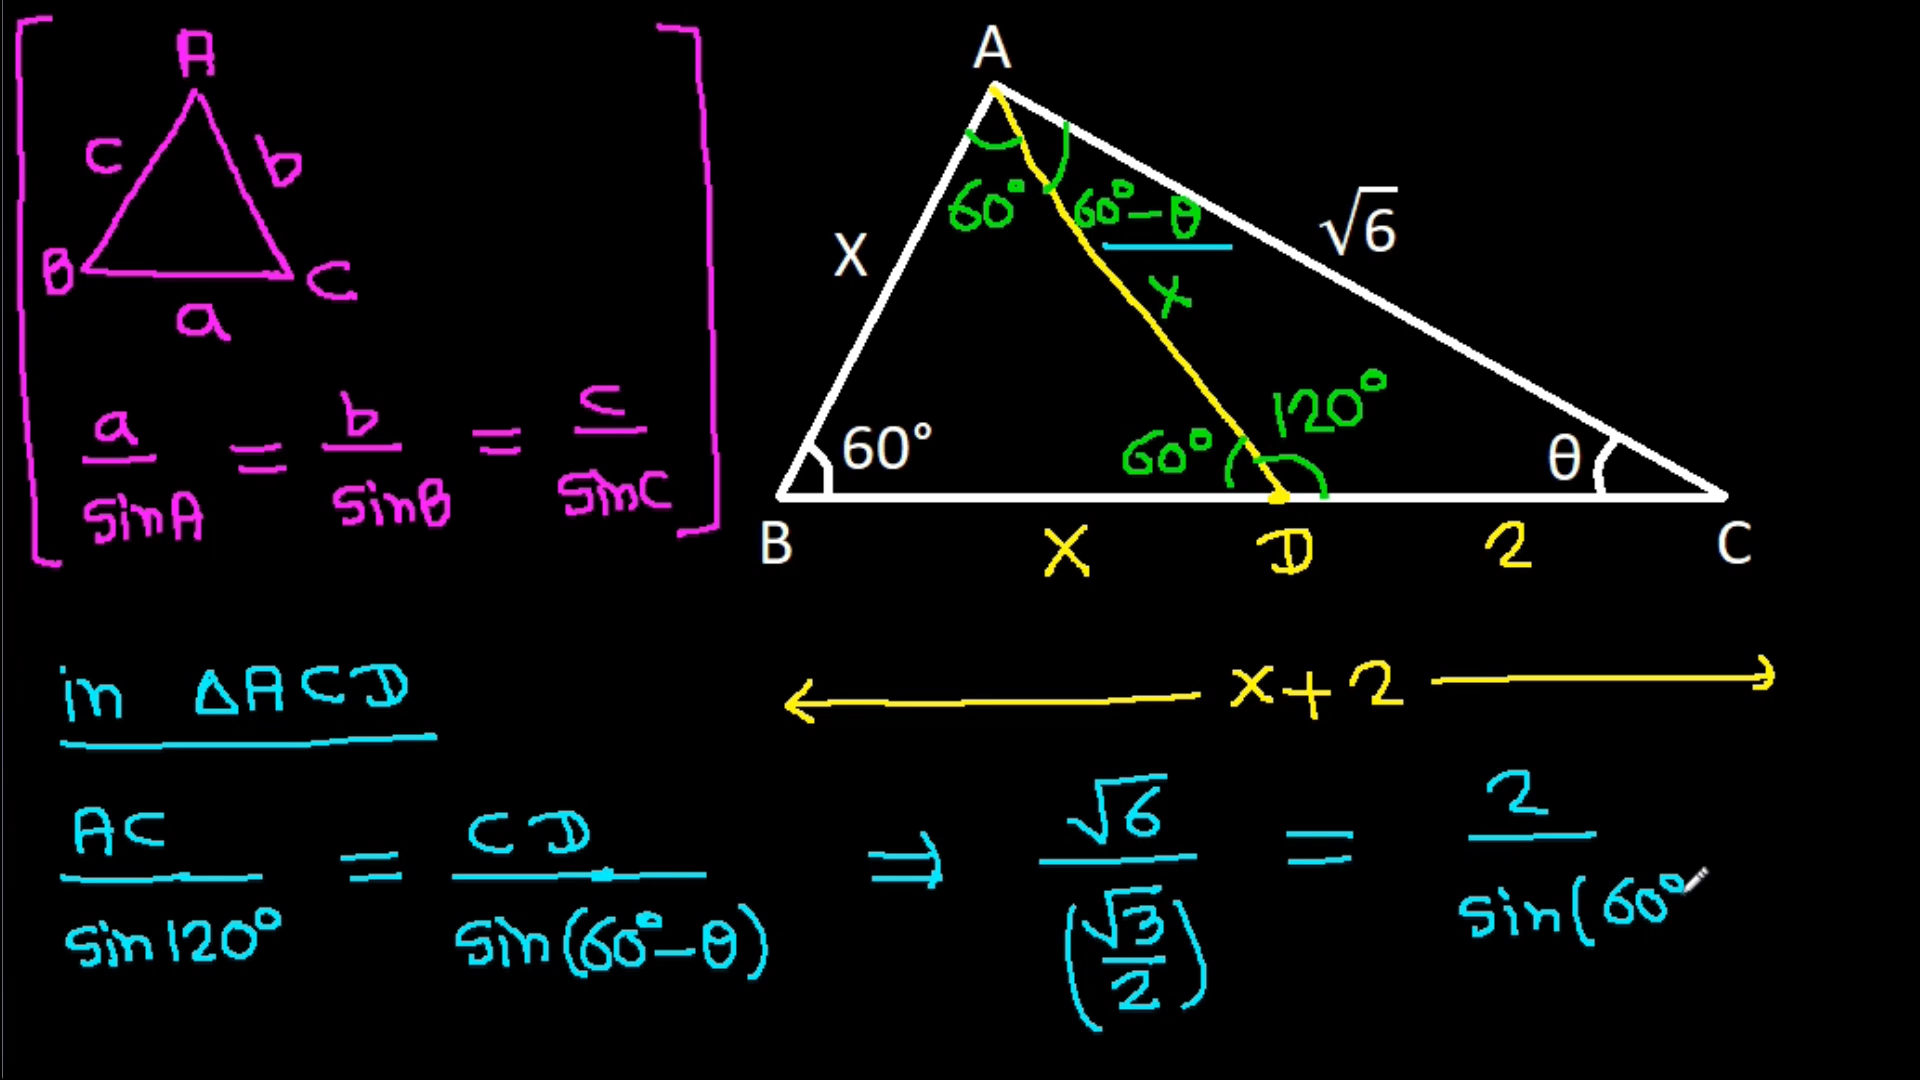 A
c
b
B
C
a
a/sinA = b/sinB = c/sinC
A
60°
60°-θ
X
x
√6
60°
60°
120°
θ
B
X
D
2
C
x+2
in ΔACD
AC/sin120° = CD/sin(60°-θ) ⇒ √6/(√3/2) = 2/sin(60°